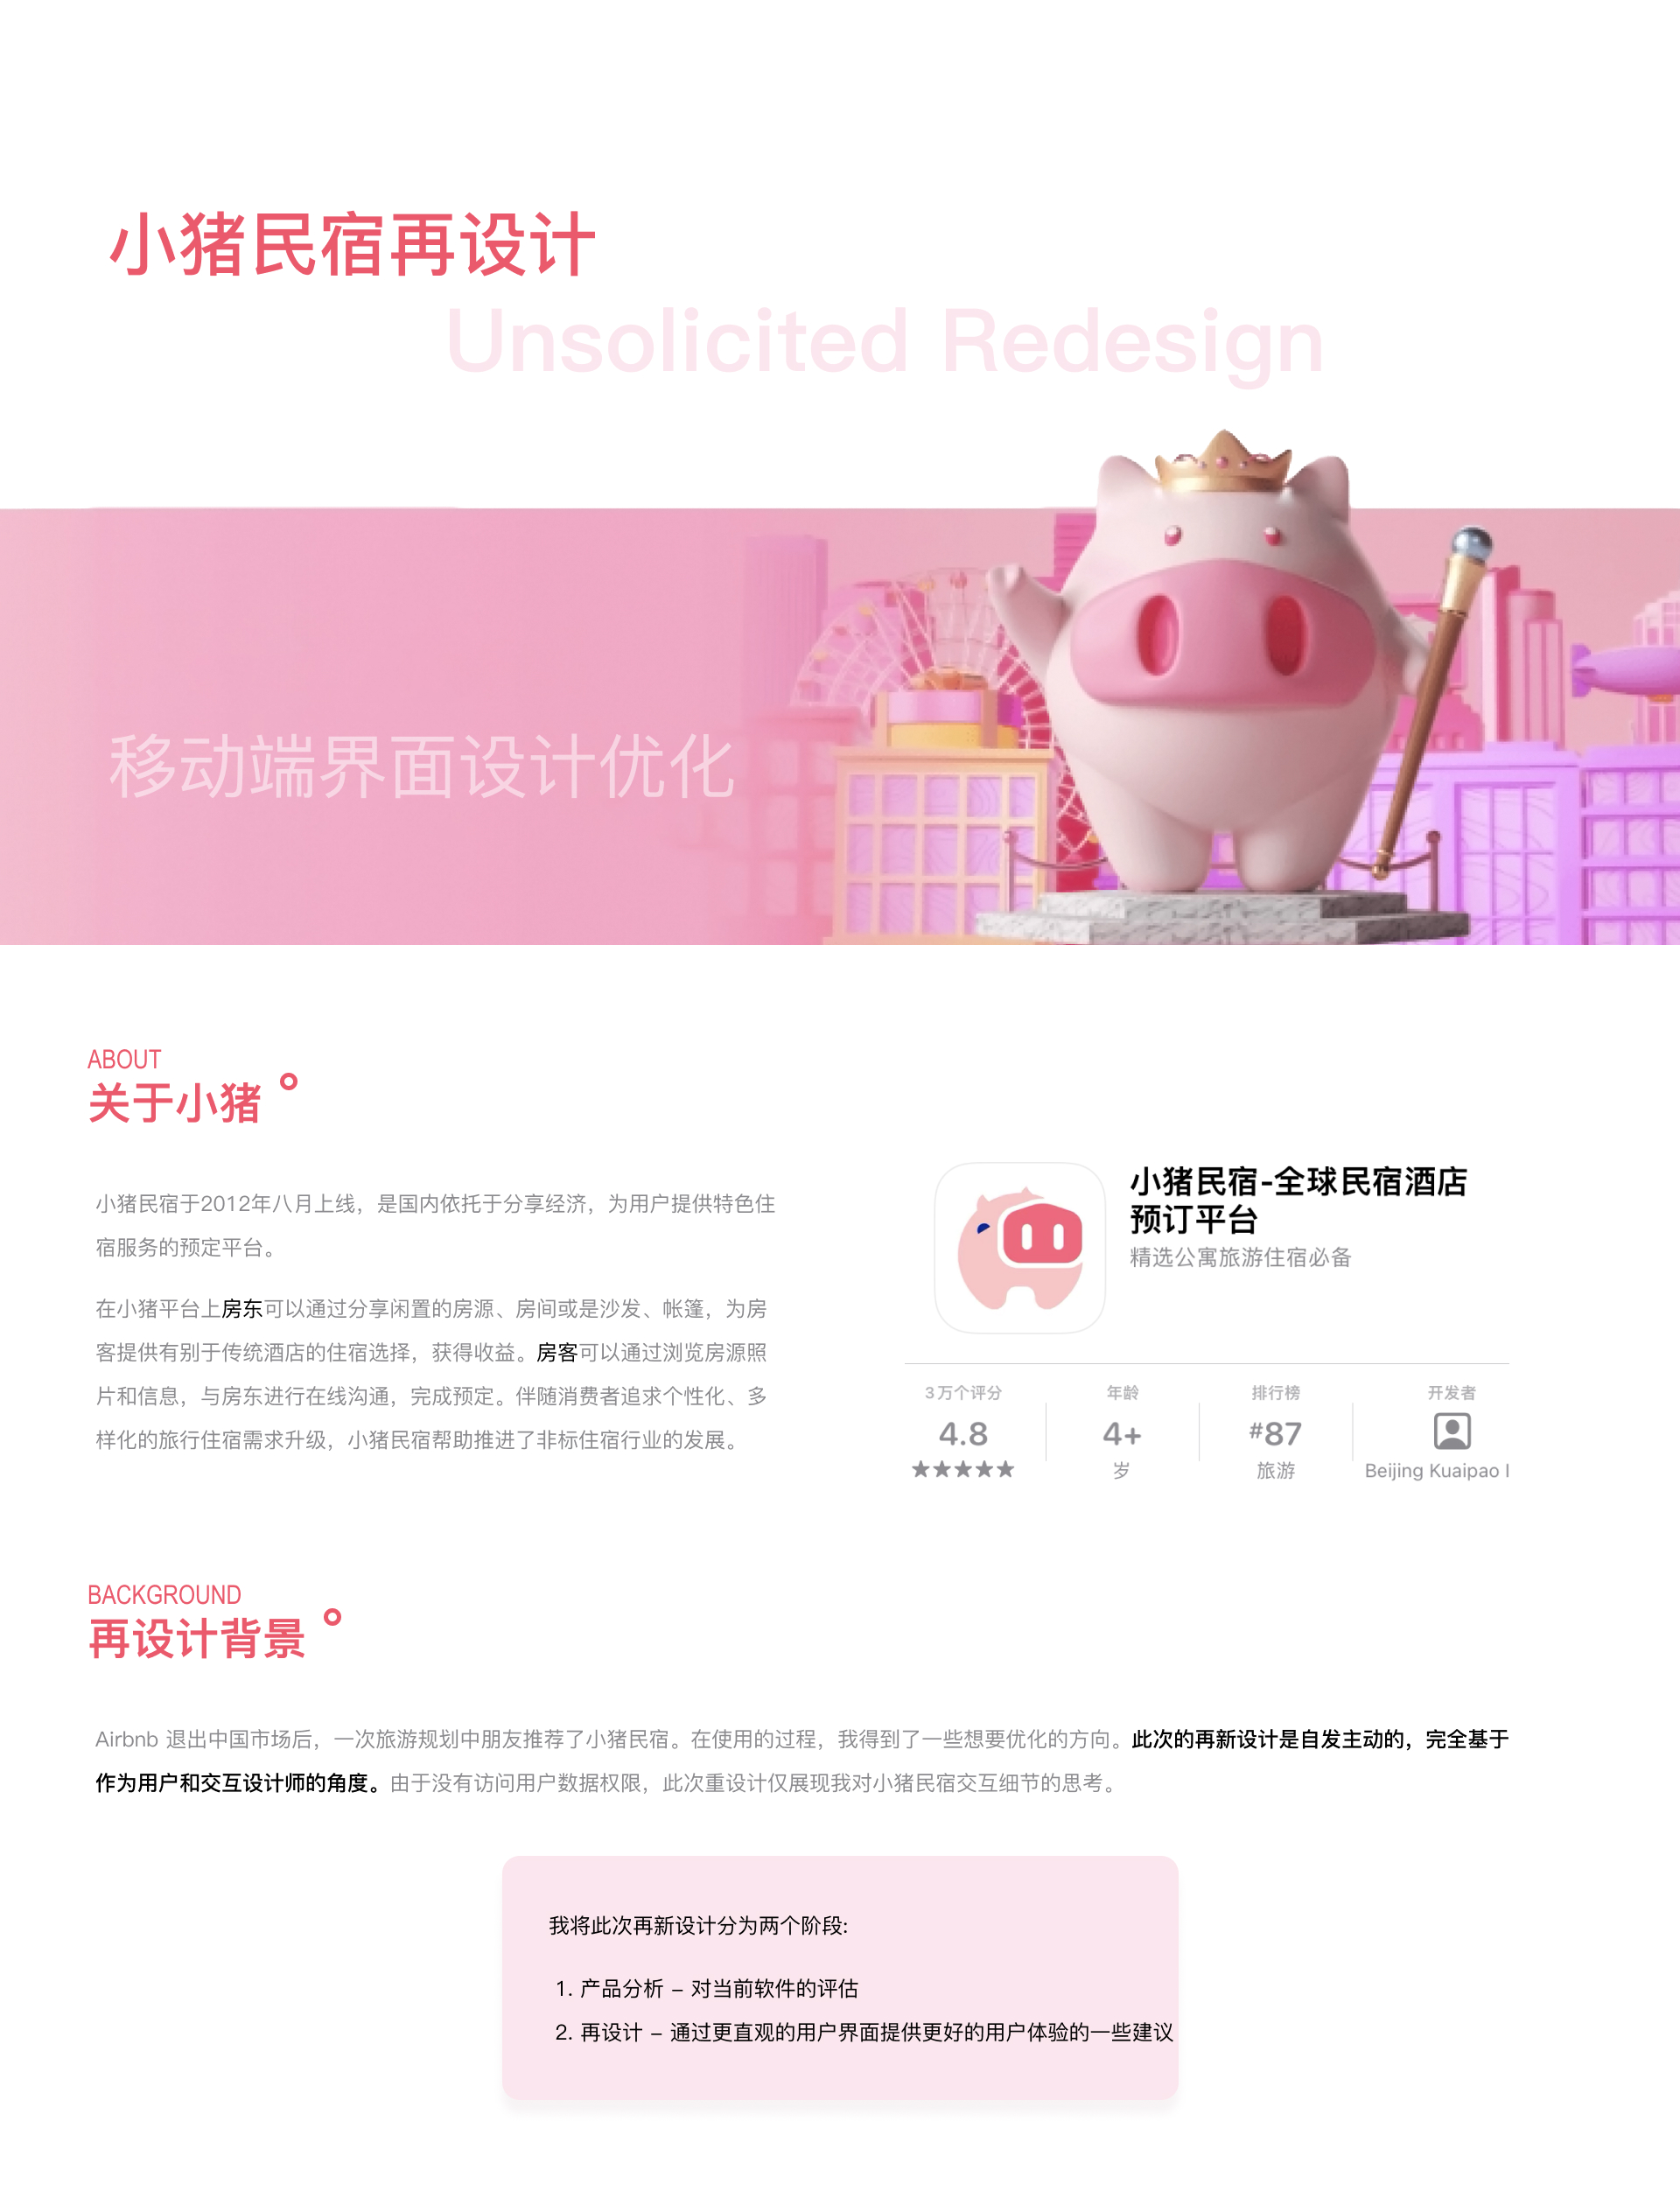 小猪民宿再设计
Unsolicited Redesign
移动端界面设计优化
ABOUT
关于小猪
小猪民宿于2012年八月上线，是国内依托于分享经济，为用户提供特色住
宿服务的预定平台。
在小猪平台上房东可以通过分享闲置的房源、房间或是沙发、帐篷，为房
客提供有别于传统酒店的住宿选择，获得收益。房客可以通过浏览房源照
片和信息，与房东进行在线沟通，完成预定。伴随消费者追求个性化、多
样化的旅行住宿需求升级，小猪民宿帮助推进了非标住宿行业的发展。
小猪民宿-全球民宿酒店
预订平台
精选公寓旅游住宿必备
3万个评分 年龄 排行榜 开发者
4.8 4+ #87
★★★★★ 岁 旅游 Beijing Kuaipao I
BACKGROUND
再设计背景
Airbnb 退出中国市场后，一次旅游规划中朋友推荐了小猪民宿。在使用的过程，我得到了一些想要优化的方向。此次的再新设计是自发主动的，完全基于
作为用户和交互设计师的角度。由于没有访问用户数据权限，此次重设计仅展现我对小猪民宿交互细节的思考。
我将此次再新设计分为两个阶段:
1. 产品分析 – 对当前软件的评估
2. 再设计 – 通过更直观的用户界面提供更好的用户体验的一些建议